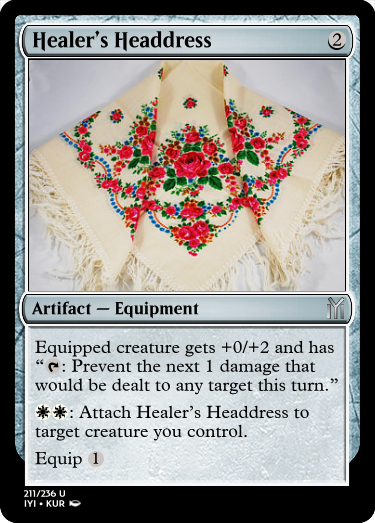 Healer's Headdress 2
Artifact — Equipment
Equipped creature gets +0/+2 and has
“: Prevent the next 1 damage that
would be dealt to any target this turn.”
: Attach Healer's Headdress to
target creature you control.
Equip 1
211/236 U
IYI • KUR